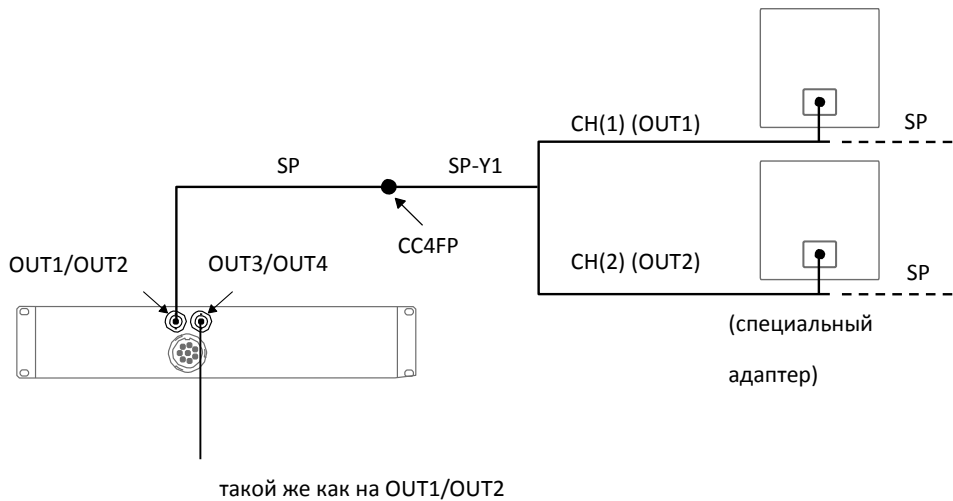 CH(1) (OUT1)
SP
SP
SP-Y1
CC4FP
OUT1/OUT2
OUT3/OUT4
CH(2) (OUT2)
SP
(специальный
адаптер)
такой же как на OUT1/OUT2